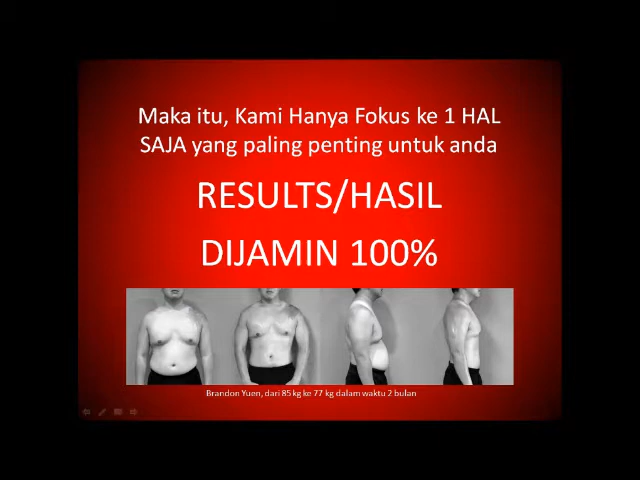 Maka itu, Kami Hanya Fokus ke 1 HAL
SAJA yang paling penting untuk anda
RESULTS/HASIL
DIJAMIN 100%
Brandon Yuen, dari 85 kg ke 77 kg dalam waktu 2 bulan